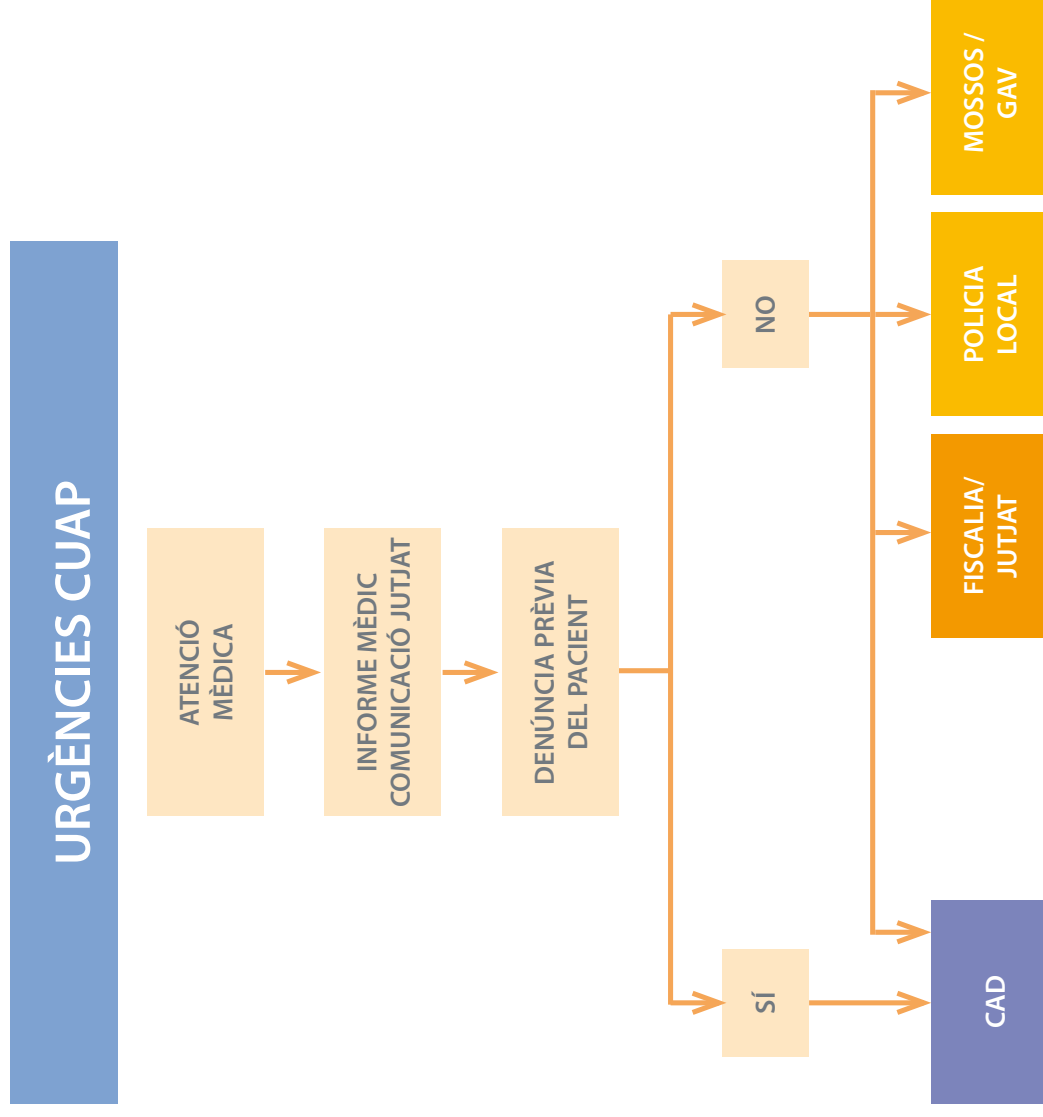 URGÈNCIES CUAP
ATENCIÓ
MÈDICA
INFORME MÈDIC
COMUNICACIÓ JUTJAT
DENÚNCIA PRÈVIA
DEL PACIENT
SÍ
NO
CAD
FISCALIA/
JUTJAT
POLICIA
LOCAL
MOSSOS /
GAV